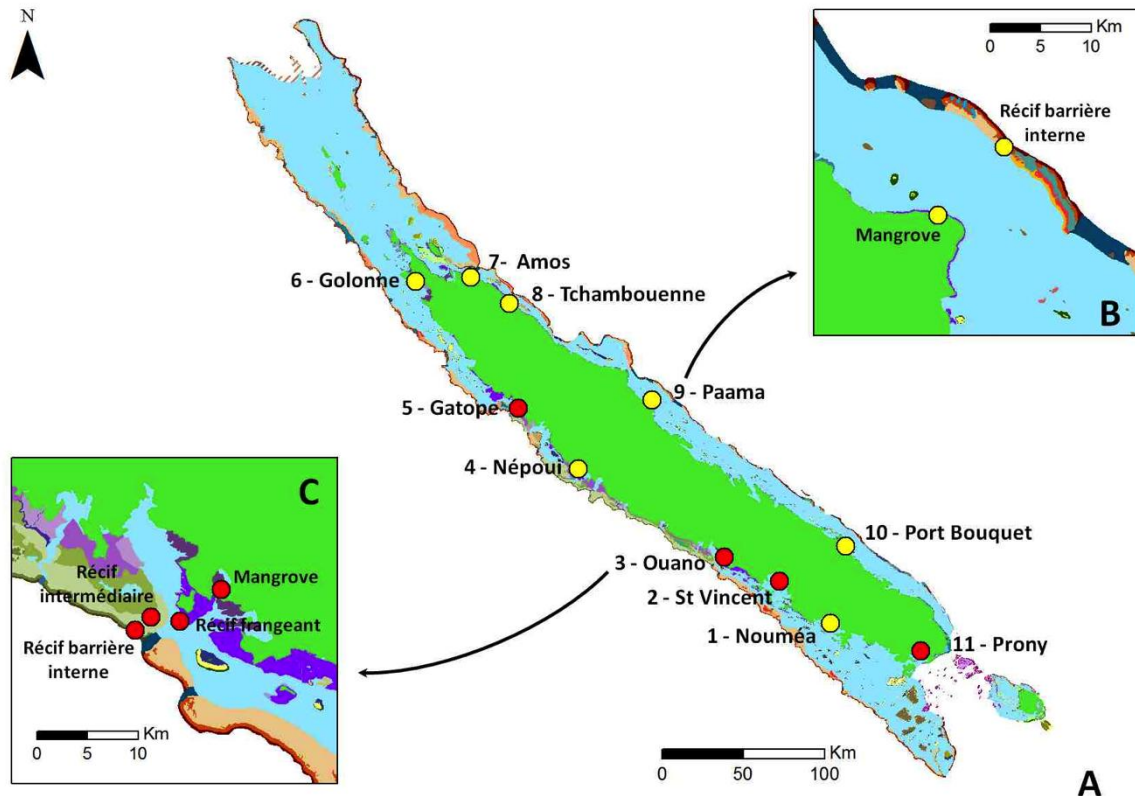 N
Km
0 5 10
Récif barrière
interne
Mangrove
B
7- Amos
6 - Golonne
8 - Tchambouenne
9 - Paama
5 - Gatope
4 - Népoui
10 - Port Bouquet
3 - Ouano
2 - St Vincent
1 - Nouméa
11 - Prony
C
Mangrove
Récif
intermédiaire
Récif frangeant
Récif barrière
interne
Km
0 5 10
Km
0 50 100
A